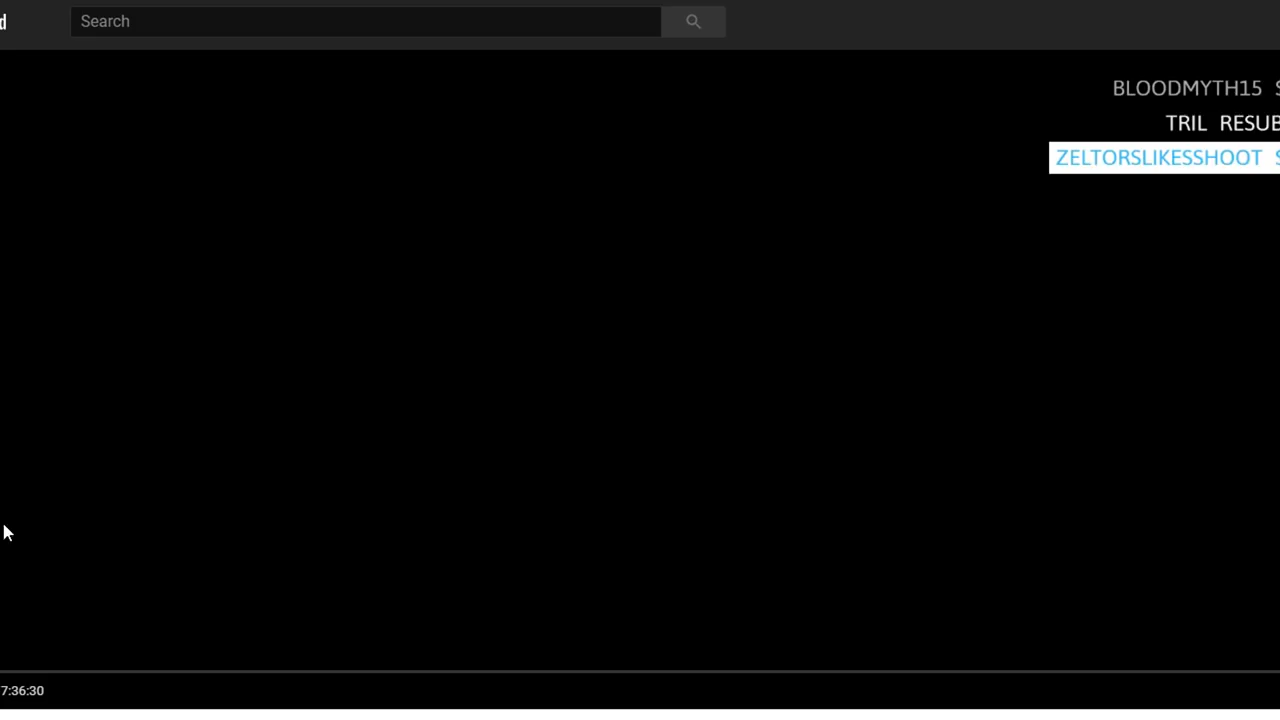 d
Search
BLOODMYTH15 S
TRIL RESUB
ZELTORSLIKESSHOOT S
7:36:30